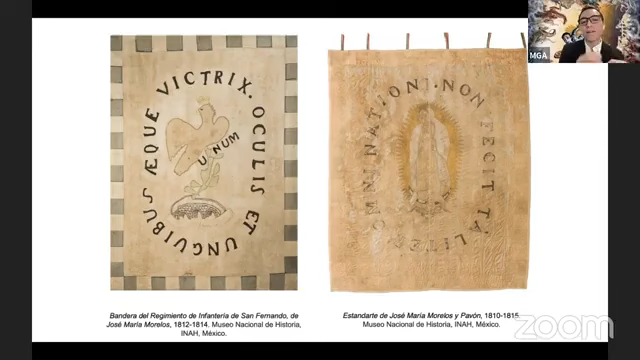 VICTRIX. OCULIS ET UNGVIBUS ÆQUE
UNUM
NON FECIT TALITER OMNI NATIONI.
MGA
Bandera del Regimiento de Infantería de San Fernando, de
José María Morelos, 1812-1814. Museo Nacional de Historia,
INAH, México.
Estandarte de José María Morelos y Pavón, 1810-1815.
Museo Nacional de Historia, INAH, México.
zoom